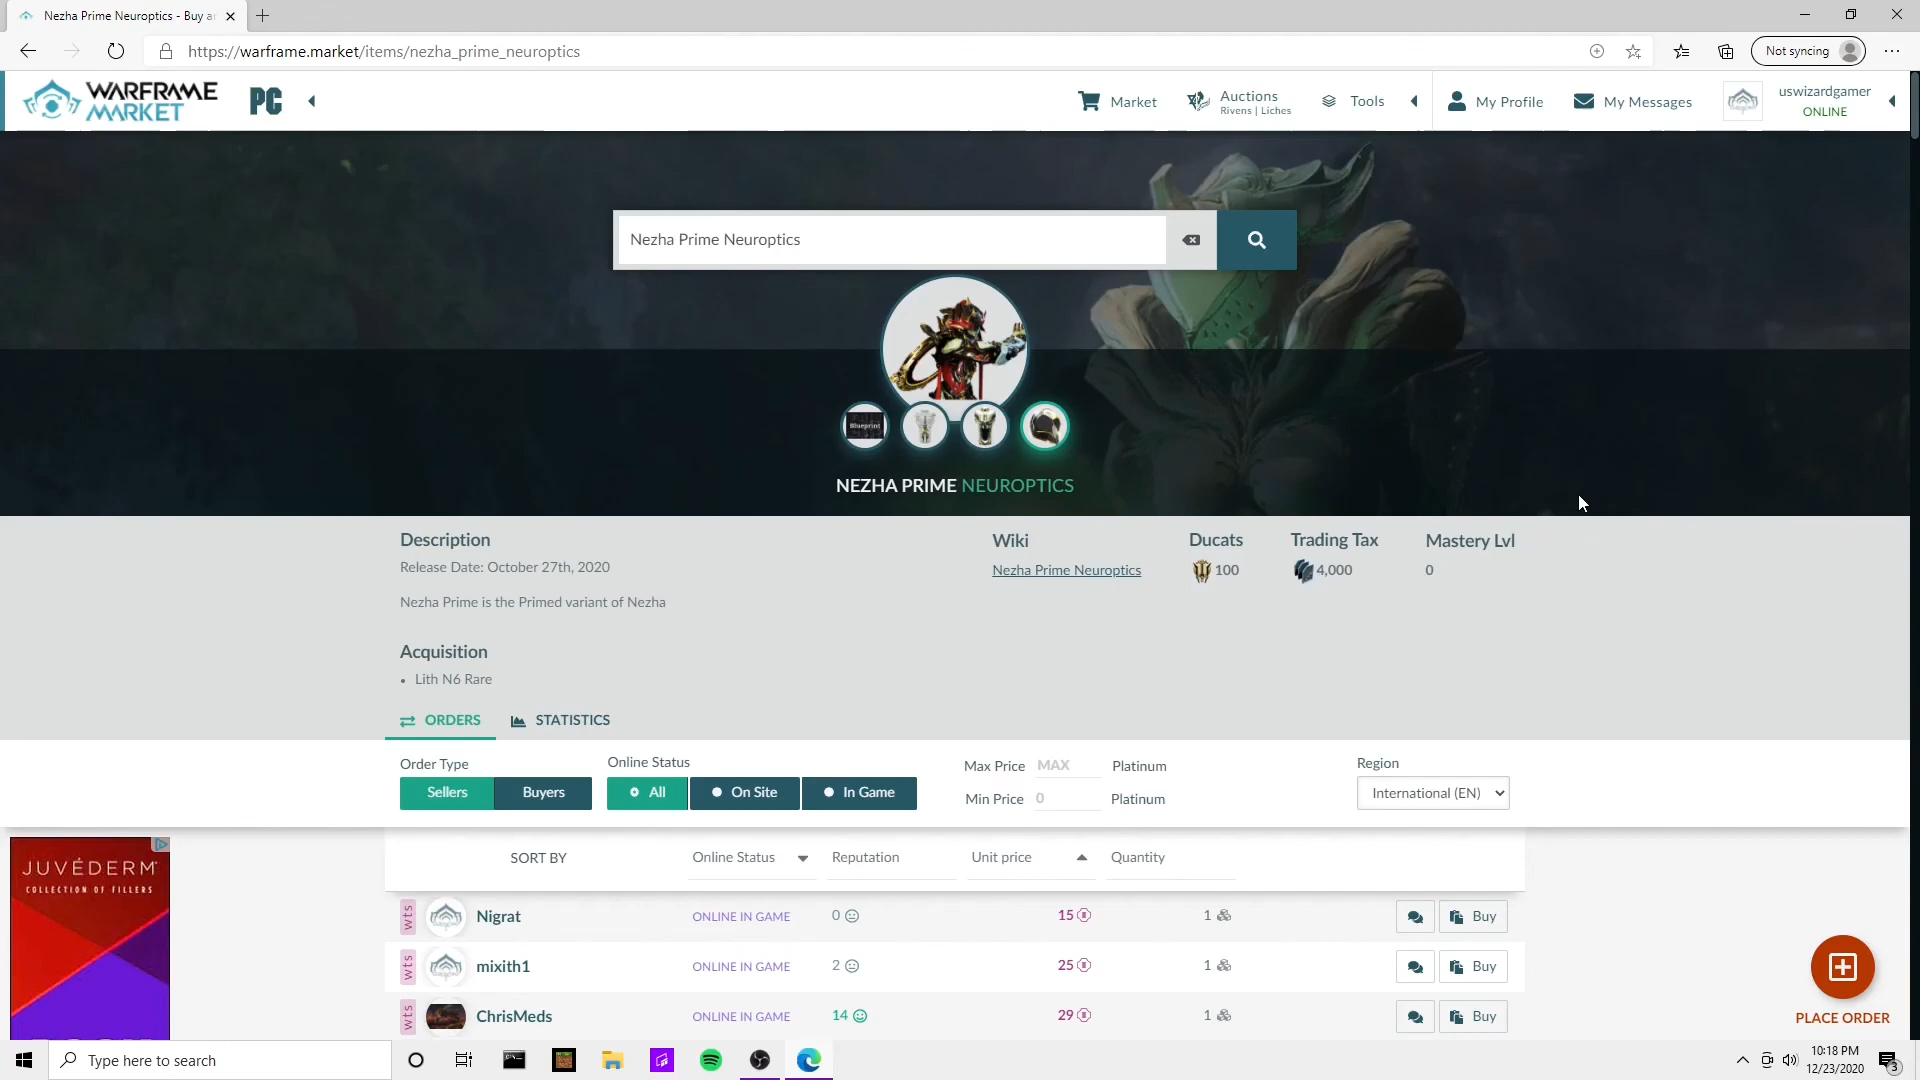 Nezha Prime Neuroptics - Buy a
https://warframe.market/items/nezha_prime_neuroptics
Not syncing
WARFRAME
MARKET
PC
Market
Auctions
Rivens | Liches
Tools
My Profile
My Messages
uswizardgamer
ONLINE
Nezha Prime Neuroptics
Blueprint
NEZHA PRIME NEUROPTICS
Description
Release Date: October 27th, 2020
Nezha Prime is the Primed variant of Nezha
Wiki
Nezha Prime Neuroptics
Ducats
100
Trading Tax
4,000
Mastery Lvl
0
Acquisition
• Lith N6 Rare
ORDERS
STATISTICS
Order Type
Sellers
Buyers
Online Status
All
On Site
In Game
Max Price MAX Platinum
Min Price 0 Platinum
Region
International (EN)
SORT BY
Online Status
Reputation
Unit price
Quantity
wts Nigrat ONLINE IN GAME 0 15 1 Buy
wts mixith1 ONLINE IN GAME 2 25 1 Buy
wts ChrisMeds ONLINE IN GAME 14 29 1 Buy
JUVÉDERM
COLLECTION OF FILLERS
PLACE ORDER
Type here to search
10:18 PM
12/23/2020
3